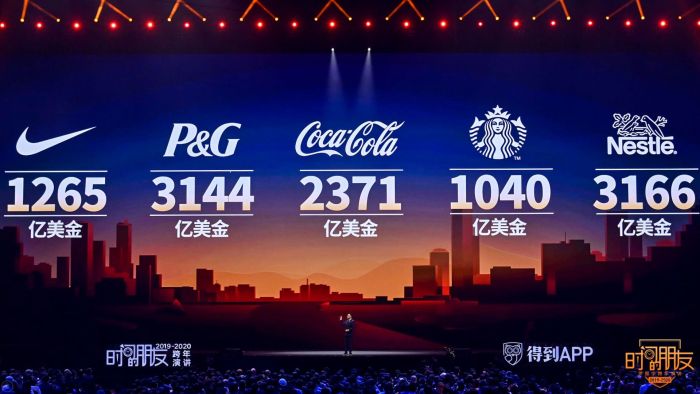 P&G
Coca-Cola
Nestlé
1265
3144
2371
1040
3166
亿美金
亿美金
亿美金
亿美金
亿美金
时间的朋友
2019-2020
跨年
演讲
得到APP
时间的朋友
2019-2020